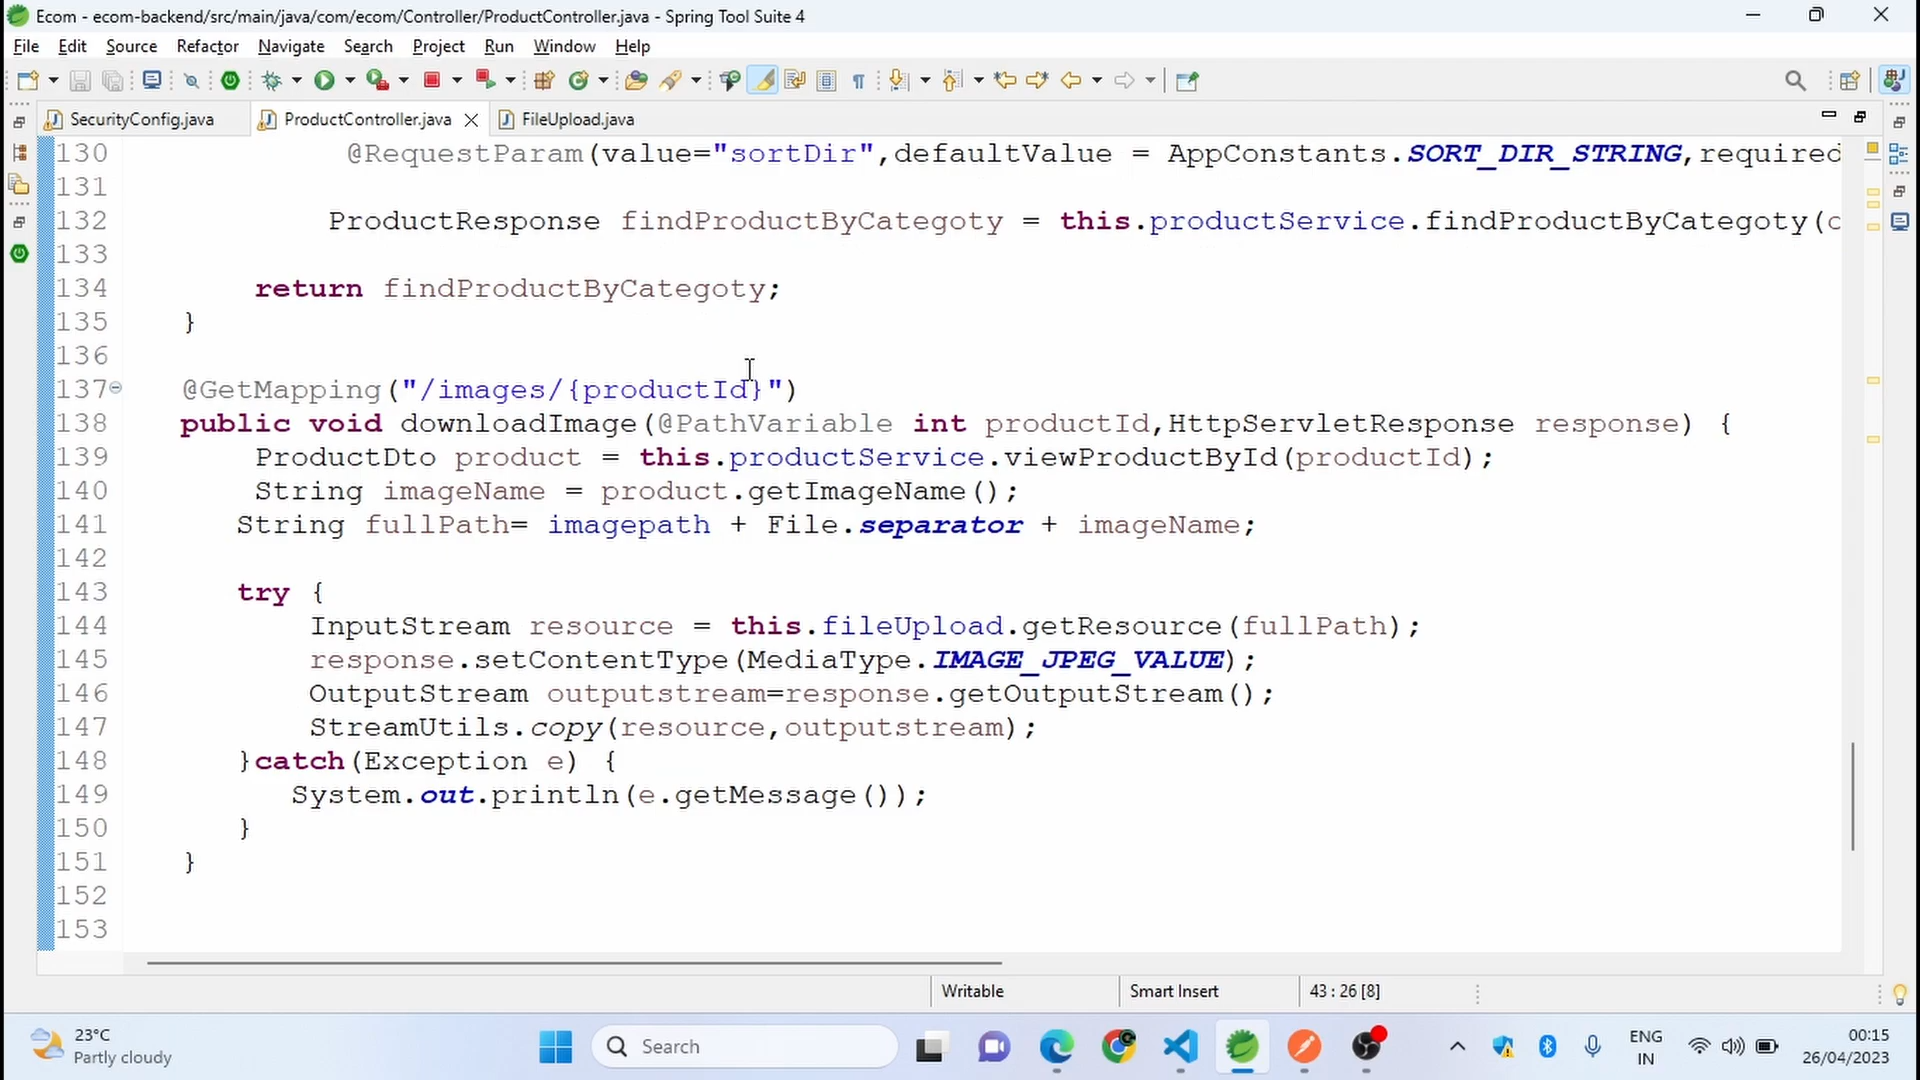 Ecom - ecom-backend/src/main/java/com/ecom/Controller/ProductController.java - Spring Tool Suite 4
File Edit Source Refactor Navigate Search Project Run Window Help
SecurityConfig.java ProductController.java FileUpload.java
130 @RequestParam(value="sortDir",defaultValue = AppConstants.SORT_DIR_STRING,required
131
132 ProductResponse findProductByCategoty = this.productService.findProductByCategoty(c
133
134 return findProductByCategoty;
135 }
136
137 @GetMapping("/images/{productId}")
138 public void downloadImage(@PathVariable int productId,HttpServletResponse response) {
139 ProductDto product = this.productService.viewProductById(productId);
140 String imageName = product.getImageName();
141 String fullPath= imagepath + File.separator + imageName;
142
143 try {
144 InputStream resource = this.fileUpload.getResource(fullPath);
145 response.setContentType(MediaType.IMAGE_JPEG_VALUE);
146 OutputStream outputstream=response.getOutputStream();
147 StreamUtils.copy(resource,outputstream);
148 }catch(Exception e) {
149 System.out.println(e.getMessage());
150 }
151 }
152
153
Writable Smart Insert 43 : 26 [8]
23°C
Partly cloudy
Search
ENG
IN
00:15
26/04/2023